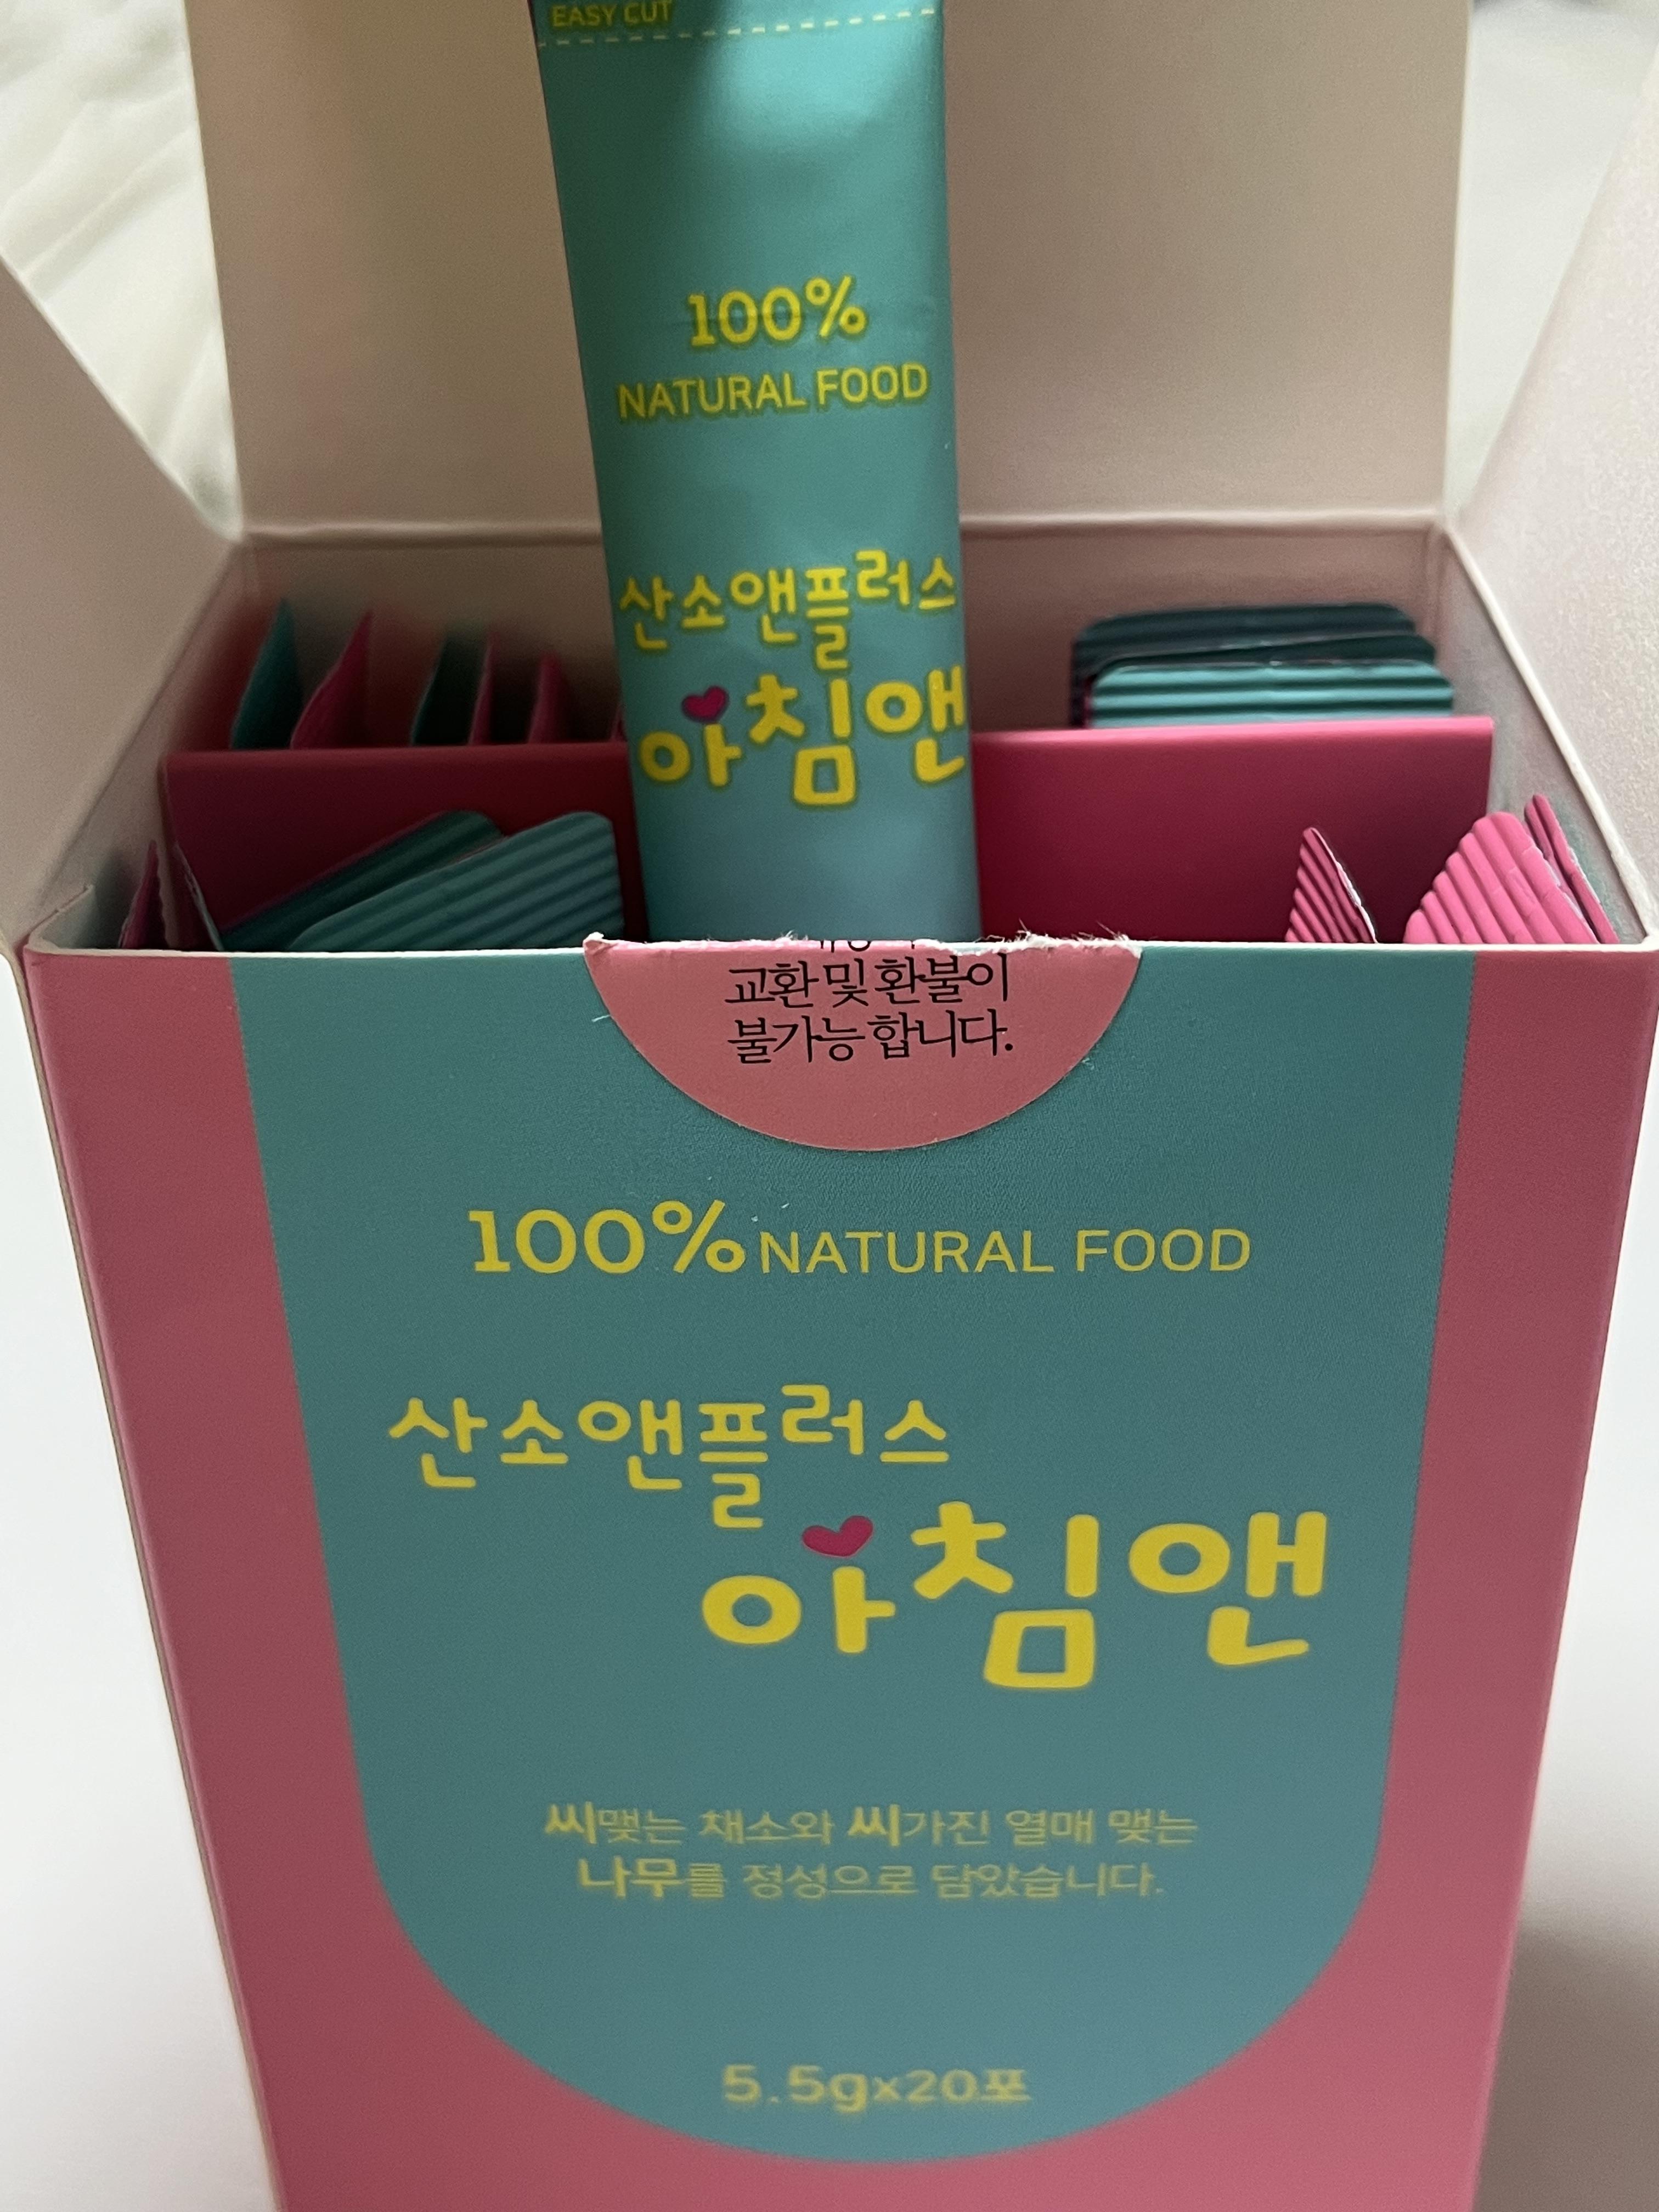 EASY CUT
100%
NATURAL FOOD
산소앤플러스
아침앤
교환 및 환불이
불가능 합니다.
100% NATURAL FOOD
산소앤플러스
아침앤
씨맺는 채소와 씨가진 열매 맺는
나무를 정성으로 담았습니다.
5.5gx20포